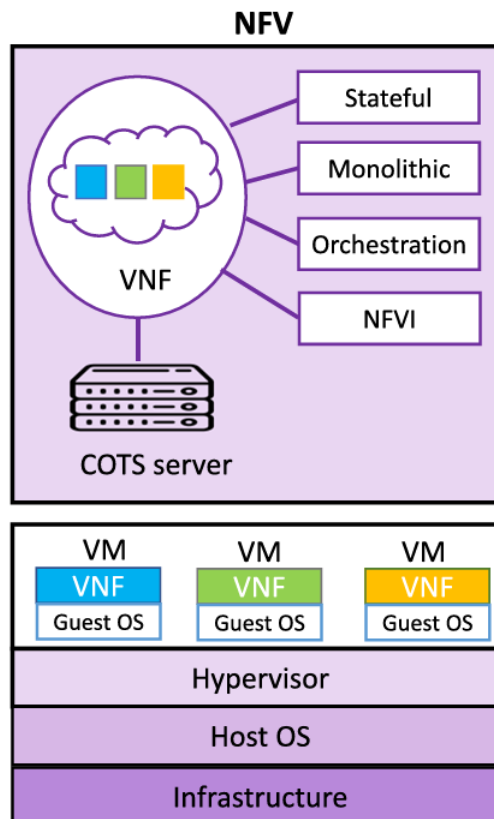 NFV
Stateful
Monolithic
Orchestration
NFVI
VNF
COTS server
VM VM VM
VNF VNF VNF
Guest OS Guest OS Guest OS
Hypervisor
Host OS
Infrastructure